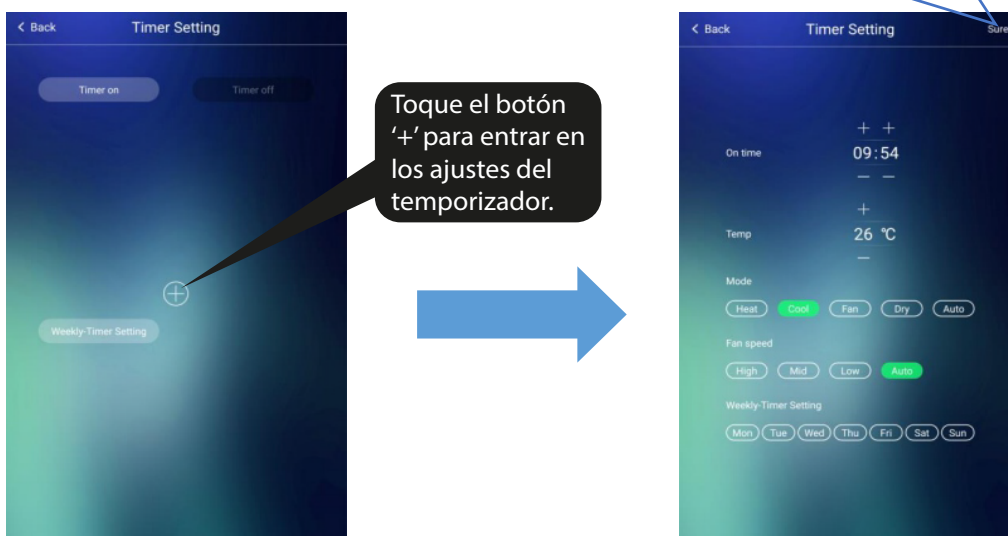 < Back Timer Setting
Timer on Timer off
Toque el botón
‘+’ para entrar en
los ajustes del
temporizador.
+
Weekly-Timer Setting
< Back Timer Setting Sure
+ +
On time 09:54
— —
+
Temp 26 °C
—
Mode
Heat Cool Fan Dry Auto
Fan speed
High Mid Low Auto
Weekly-Timer Setting
Mon Tue Wed Thu Fri Sat Sun